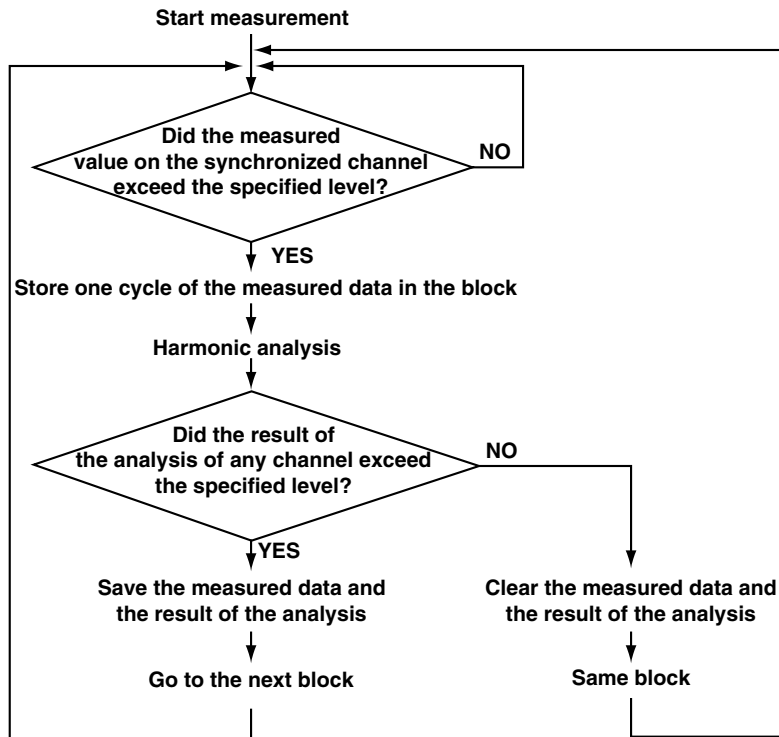 Start measurement
Did the measured
value on the synchronized channel
exceed the specified level?
NO
YES
Store one cycle of the measured data in the block
Harmonic analysis
Did the result of
the analysis of any channel exceed
the specified level?
NO
YES
Save the measured data and
the result of the analysis
Clear the measured data and
the result of the analysis
Go to the next block
Same block